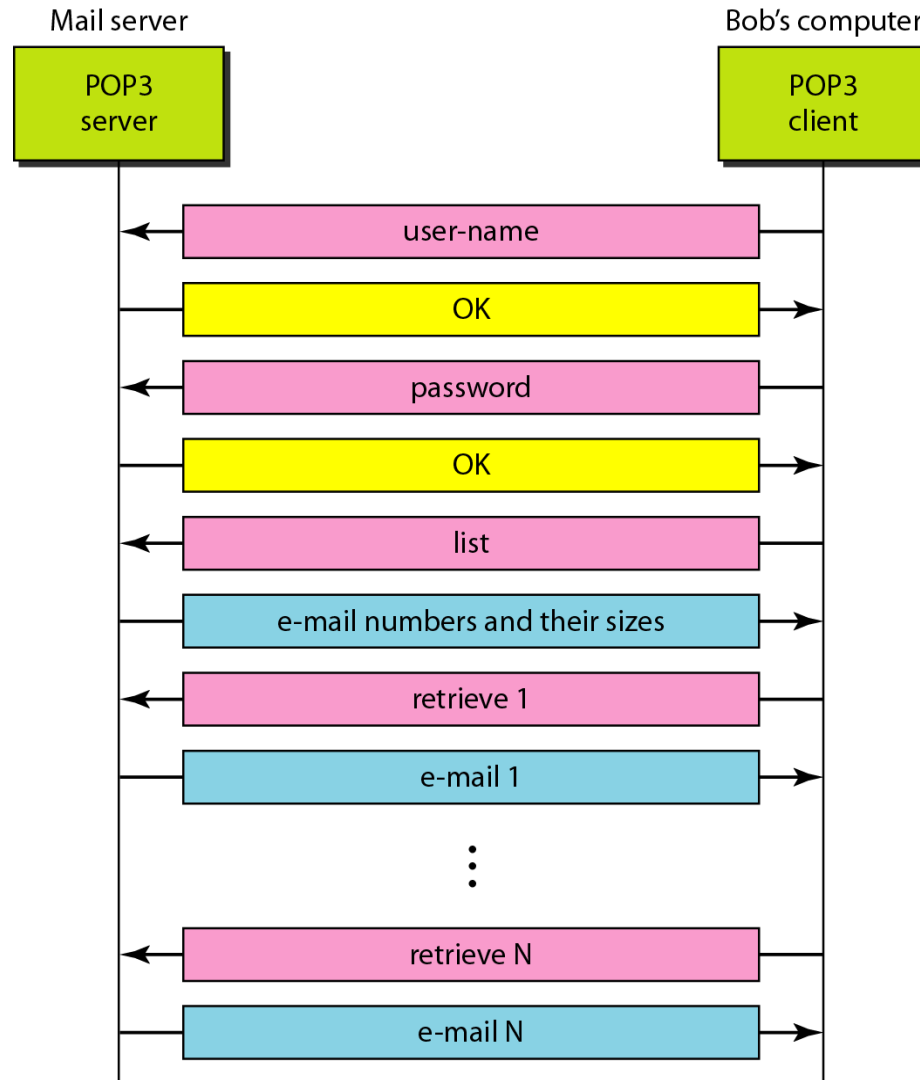 Mail server
Bob's computer
POP3
server
POP3
client
user-name
OK
password
OK
list
e-mail numbers and their sizes
retrieve 1
e-mail 1
retrieve N
e-mail N